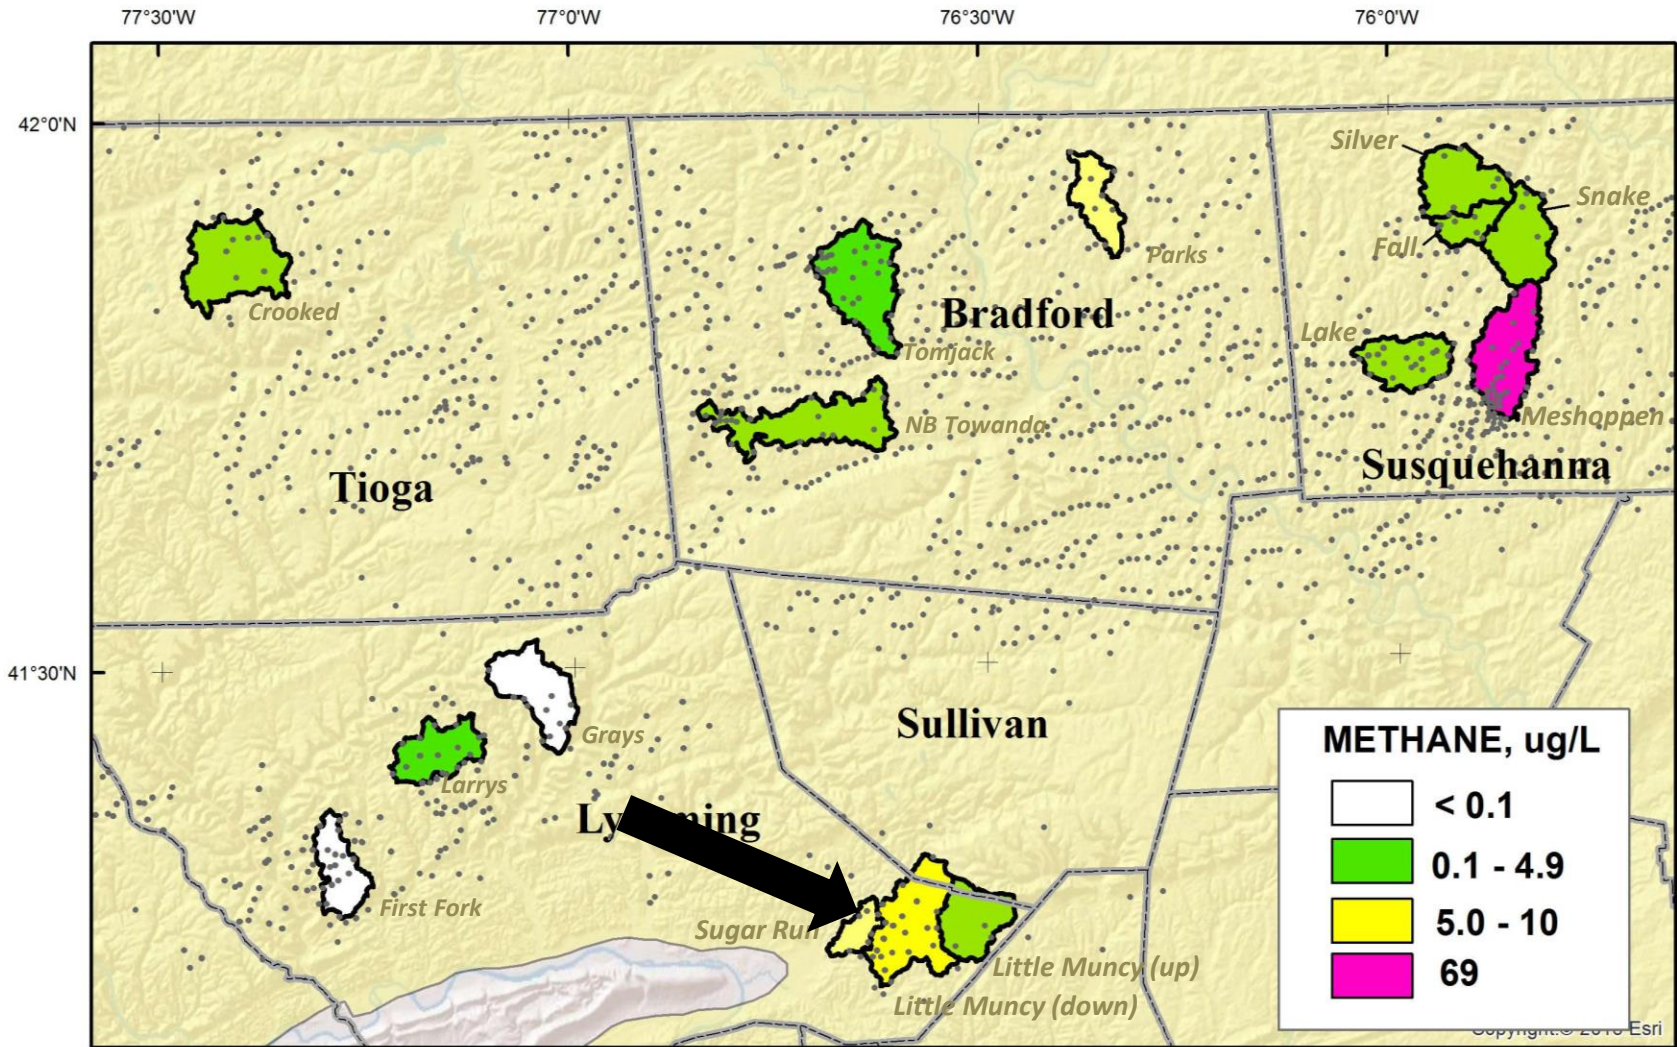 77°30'W
77°0'W
76°30'W
76°0'W
42°0'N
Silver
Snake
Fall
Parks
Crooked
Bradford
Lake
Tomjack
Meshoppen
NB Towanda
Susquehanna
Tioga
41°30'N
Sullivan
Grays
Larrys
First Fork
Sugar Run
Little Muncy (up)
Little Muncy (down)
METHANE, ug/L
< 0.1
0.1 - 4.9
5.0 - 10
69
Esri